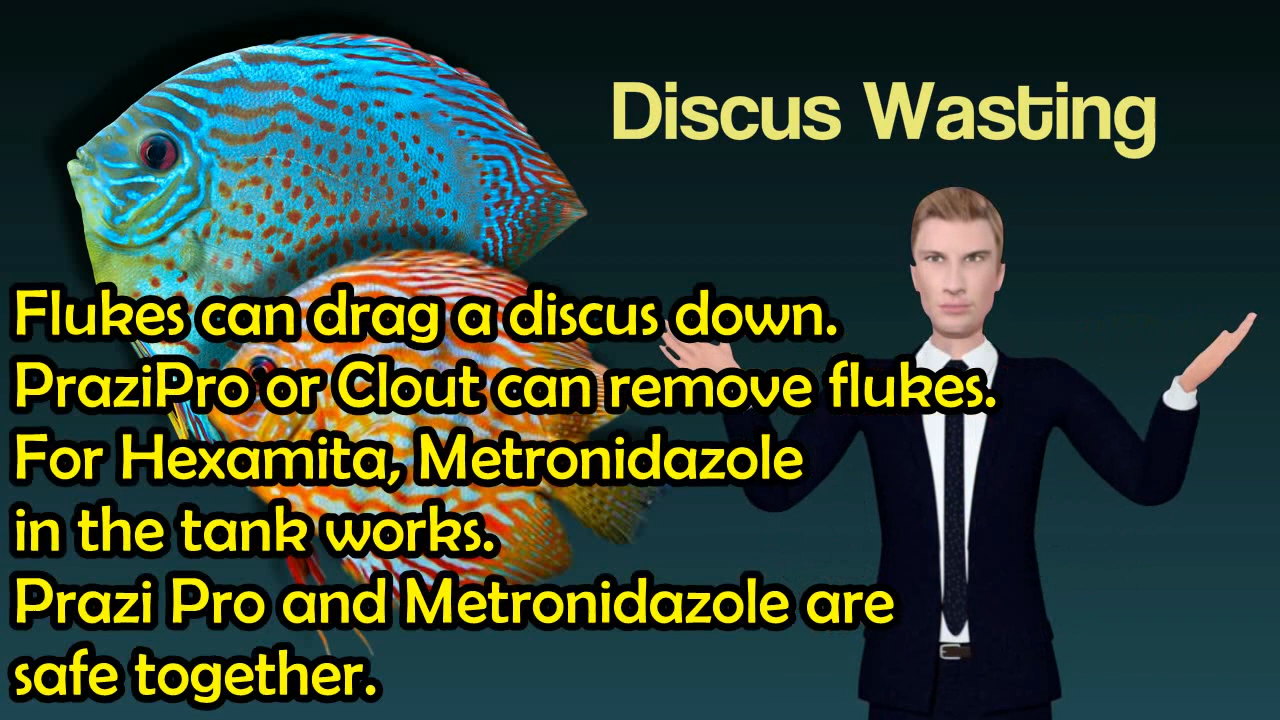 Discus Wasting
Flukes can drag a discus down.
PraziPro or Clout can remove flukes.
For Hexamita, Metronidazole
in the tank works.
Prazi Pro and Metronidazole are
safe together.